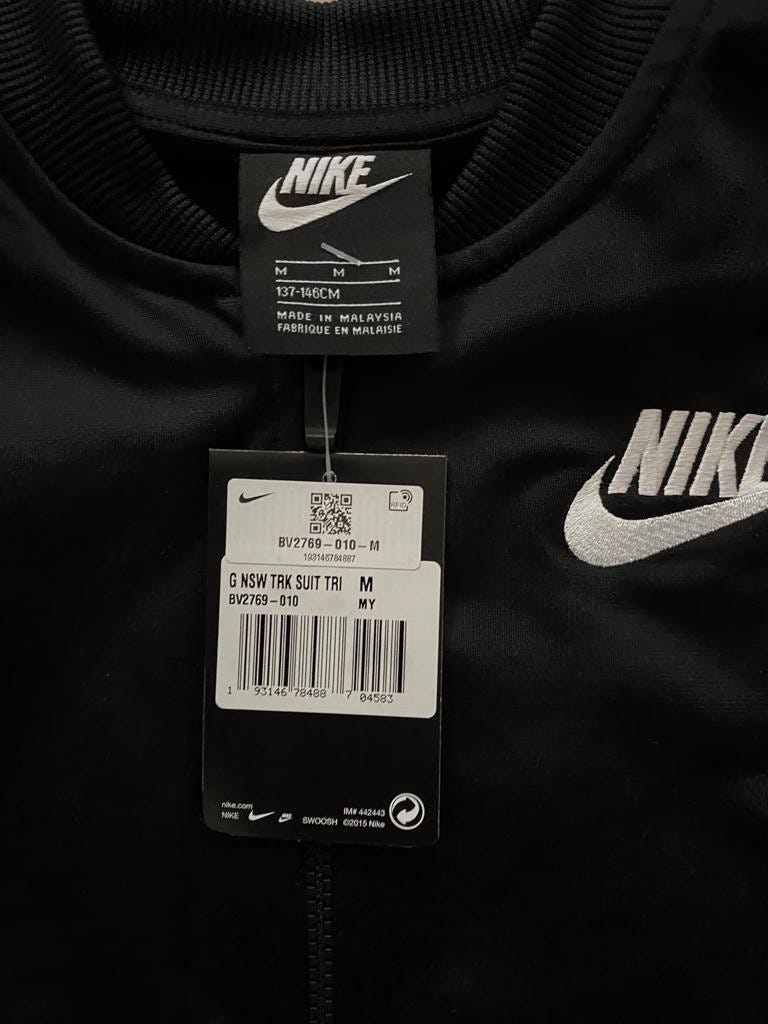 NIKE
M M M
137-146CM
MADE IN MALAYSIA
FABRIQUE EN MALAISIE
NIKE
RFID
BV2769-010-M
193146784887
G NSW TRK SUIT TRI M
BV2769-010 MY
1 93146 78488 7 04583
nike.com
NIKE SWOOSH
IM# 442443
©2015 Nike